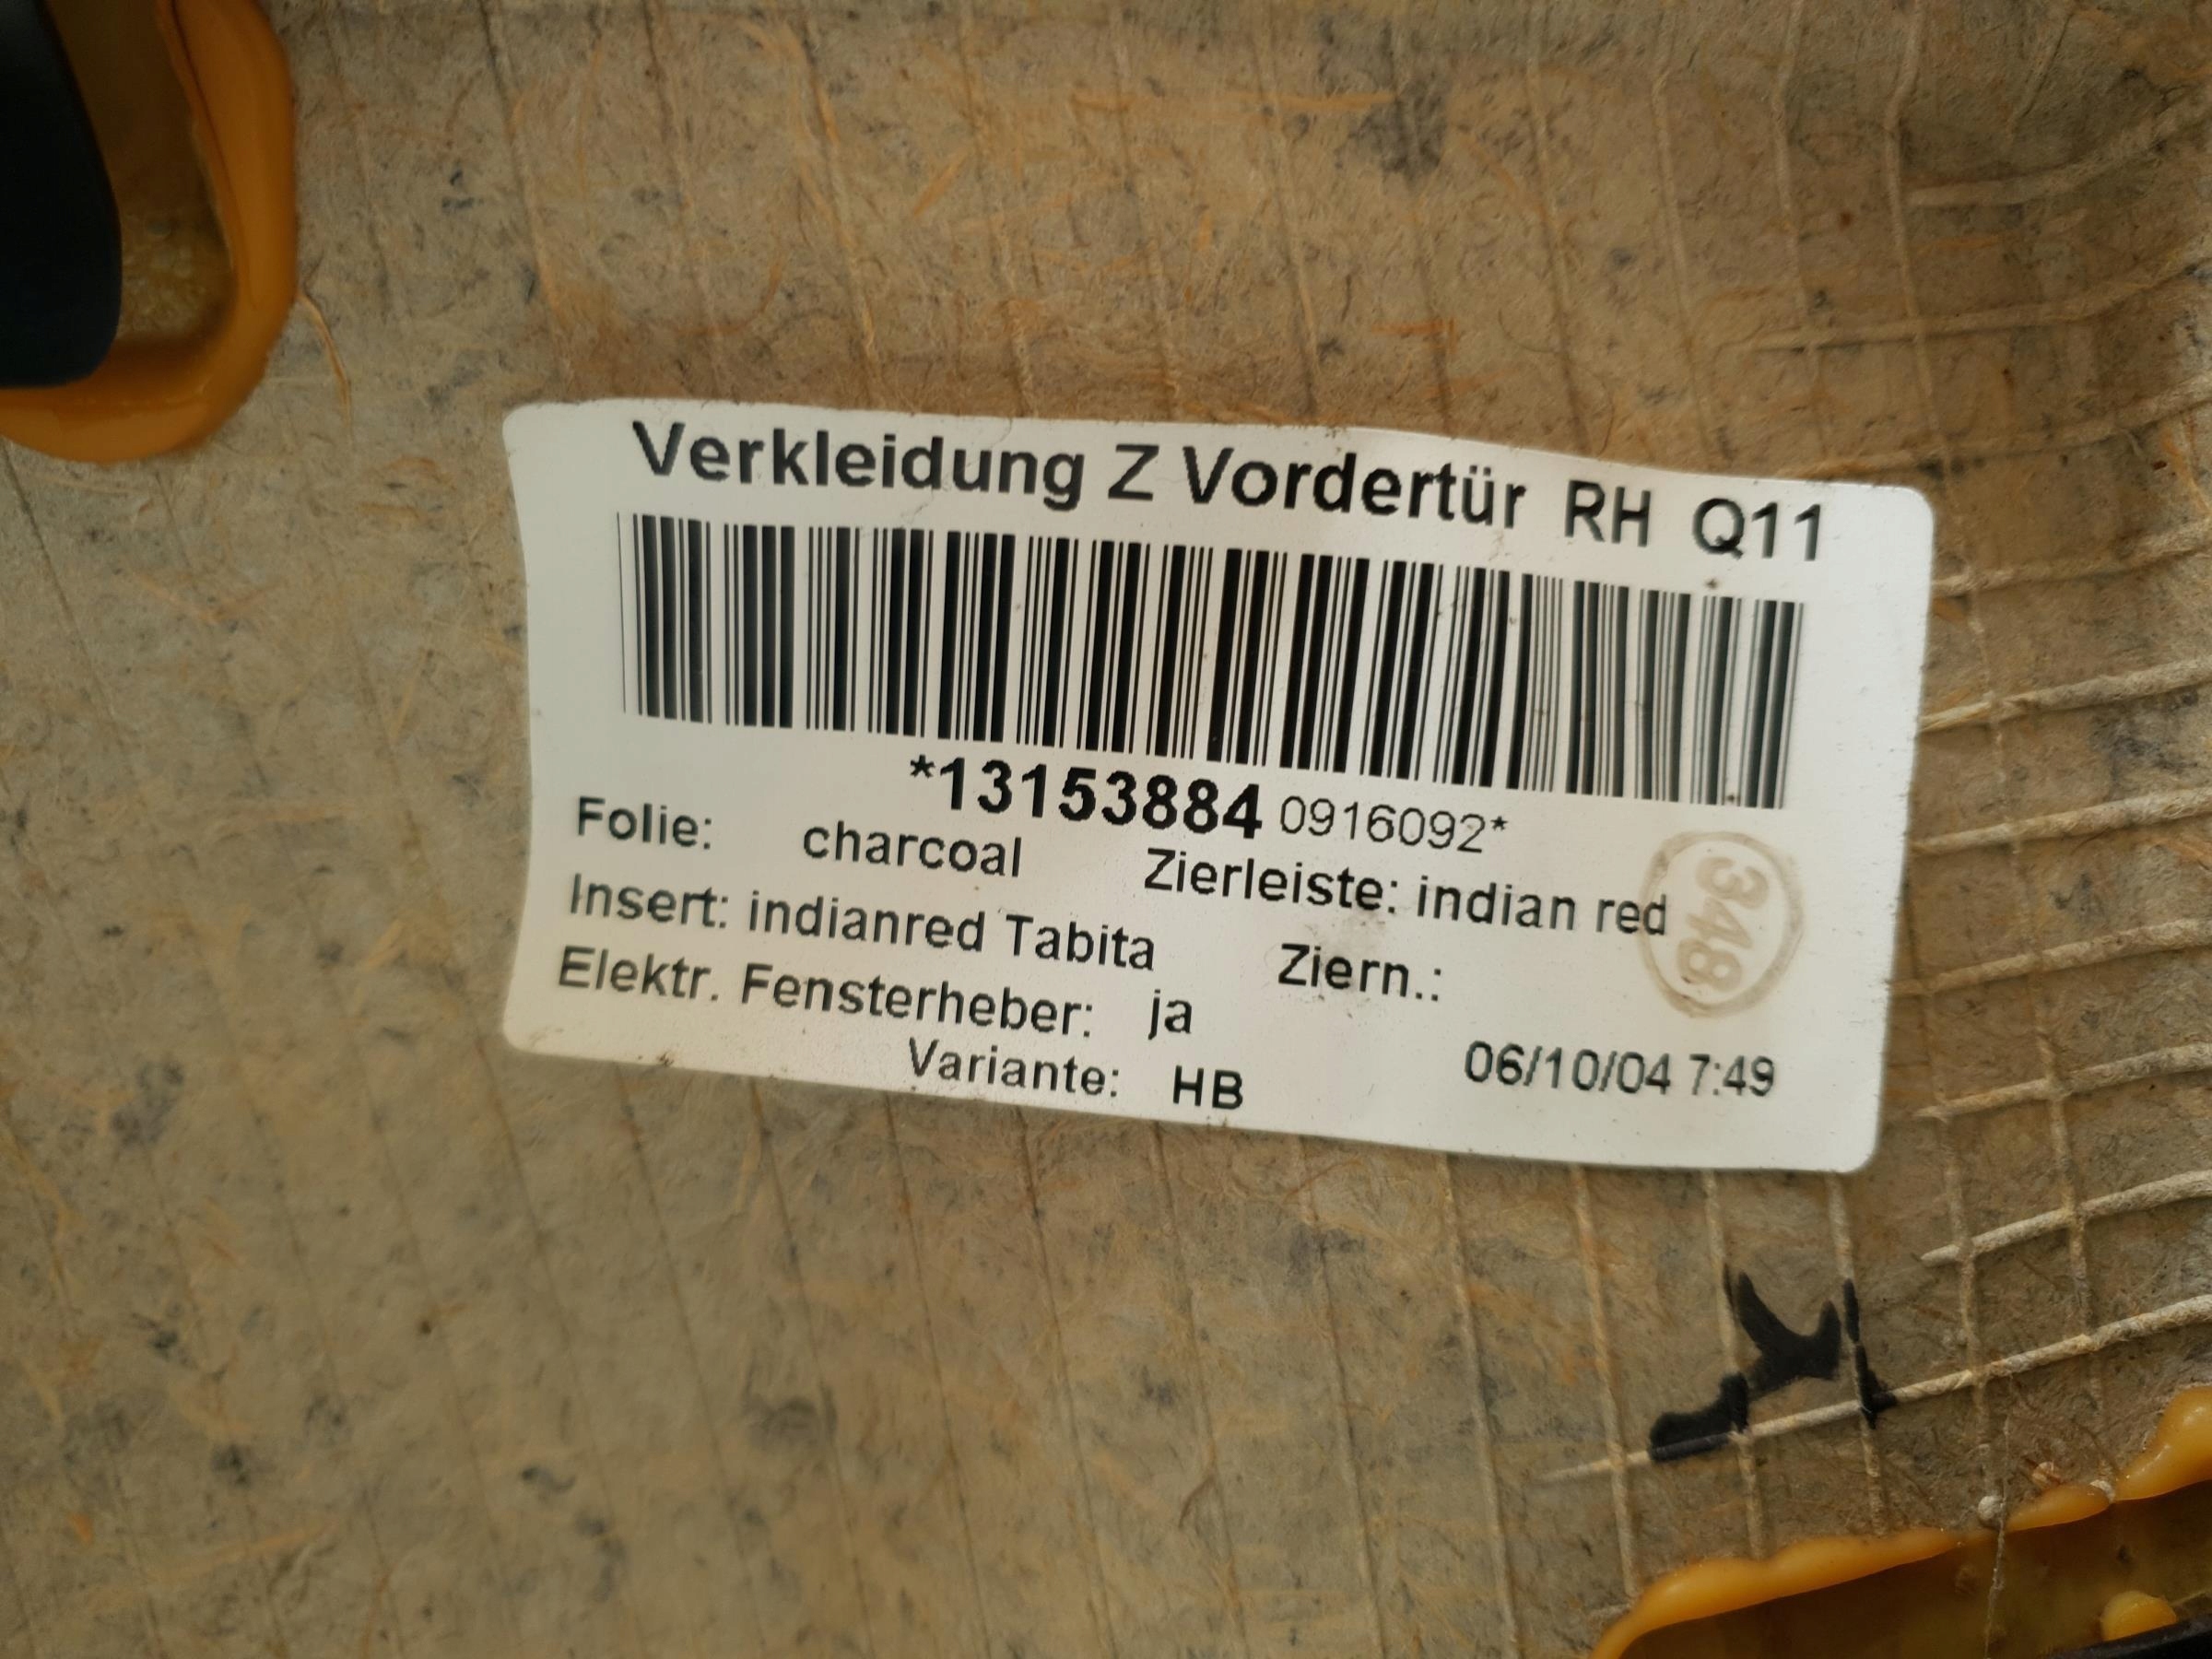 Verkleidung Z Vordertür RH Q11
*13153884 0916092*
Folie: charcoal Zierleiste: indian red
Insert: indianred Tabita Ziern.:
Elektr. Fensterheber: ja
Variante: HB 06/10/04 7:49
348